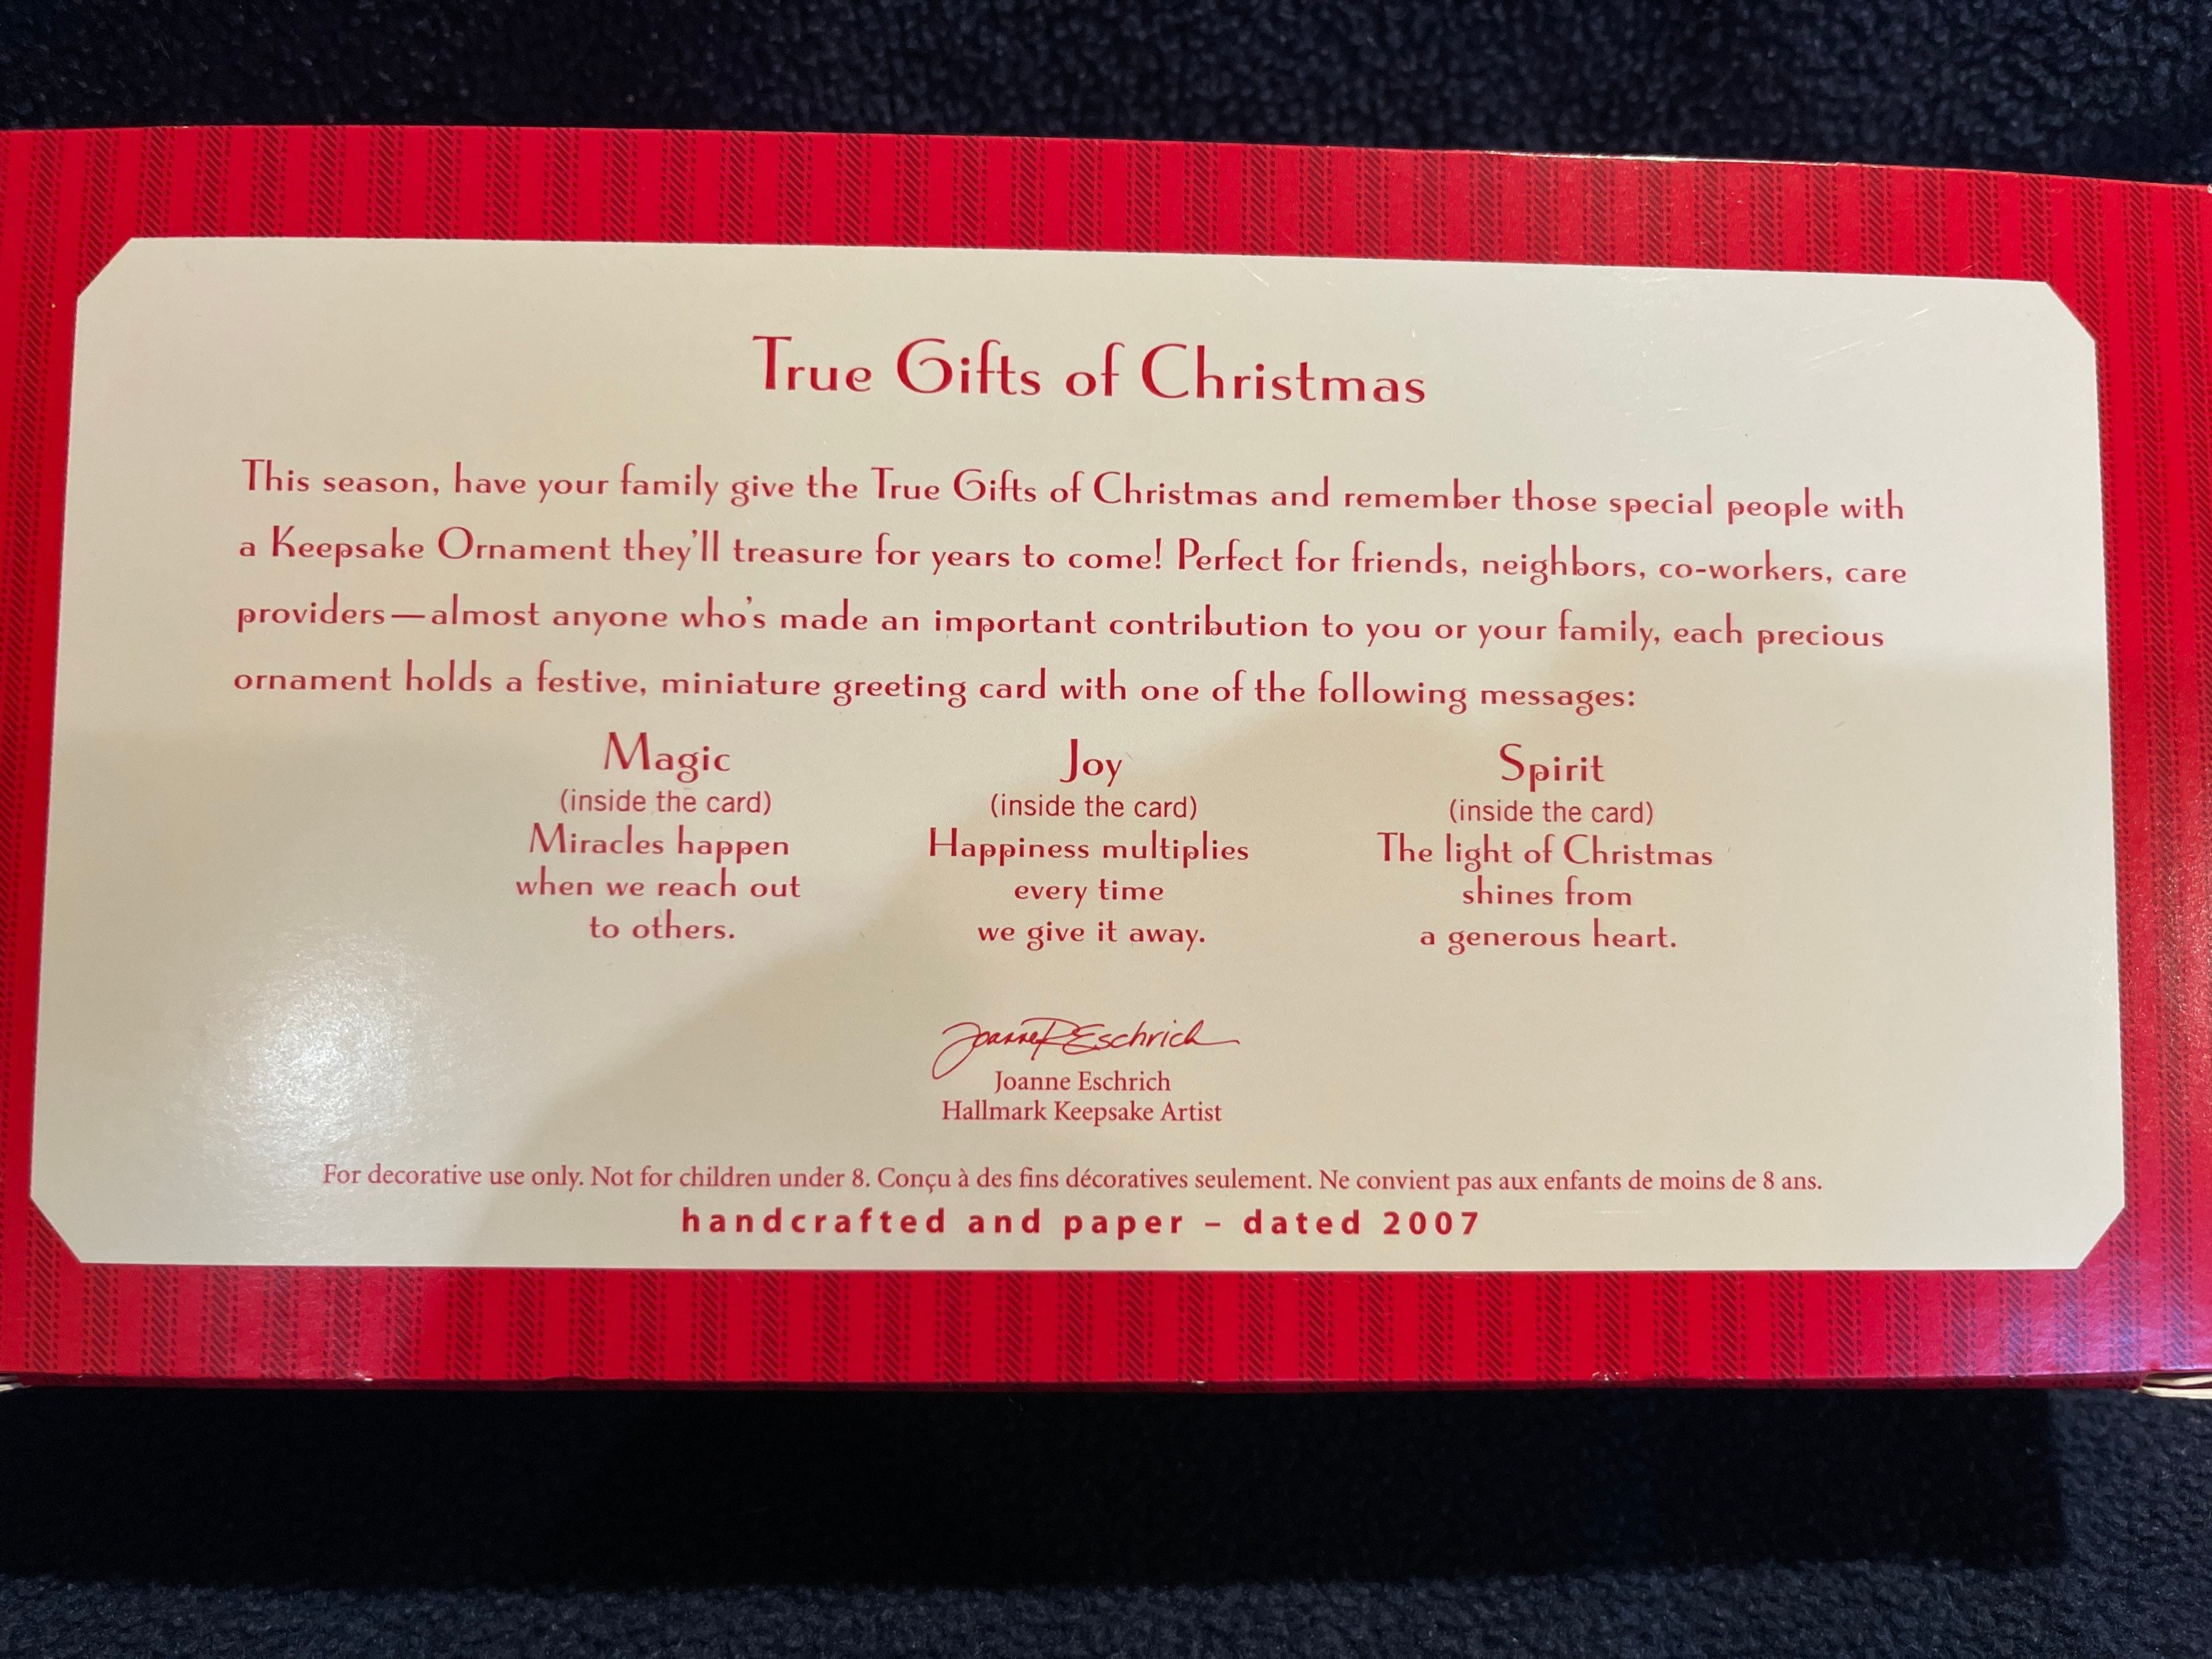 True Gifts of Christmas
This season, have your family give the True Gifts of Christmas and remember those special people with
a Keepsake Ornament they'll treasure for years to come! Perfect for friends, neighbors, co-workers, care
providers—almost anyone who's made an important contribution to you or your family, each precious
ornament holds a festive, miniature greeting card with one of the following messages:
Magic
(inside the card)
Miracles happen
when we reach out
to others.
Joy
(inside the card)
Happiness multiplies
every time
we give it away.
Spirit
(inside the card)
The light of Christmas
shines from
a generous heart.
Joanne R Eschrich
Joanne Eschrich
Hallmark Keepsake Artist
For decorative use only. Not for children under 8. Conçu à des fins décoratives seulement. Ne convient pas aux enfants de moins de 8 ans.
handcrafted and paper – dated 2007